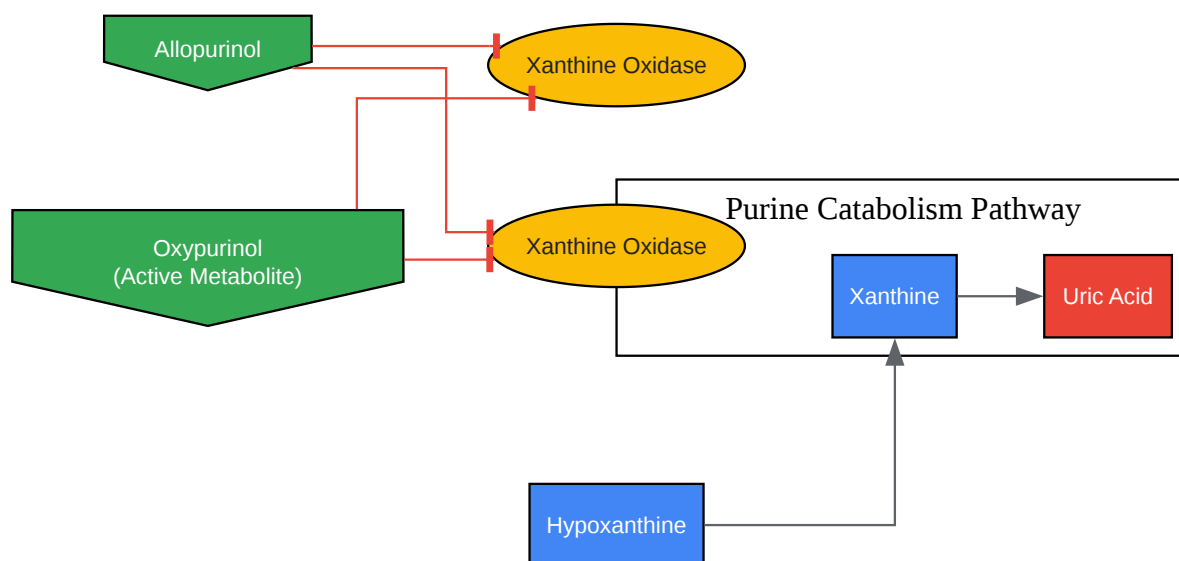 Allopurinol
Xanthine Oxidase
Purine Catabolism Pathway
Oxypurinol
(Active Metabolite)
Xanthine Oxidase
Xanthine
Uric Acid
Hypoxanthine